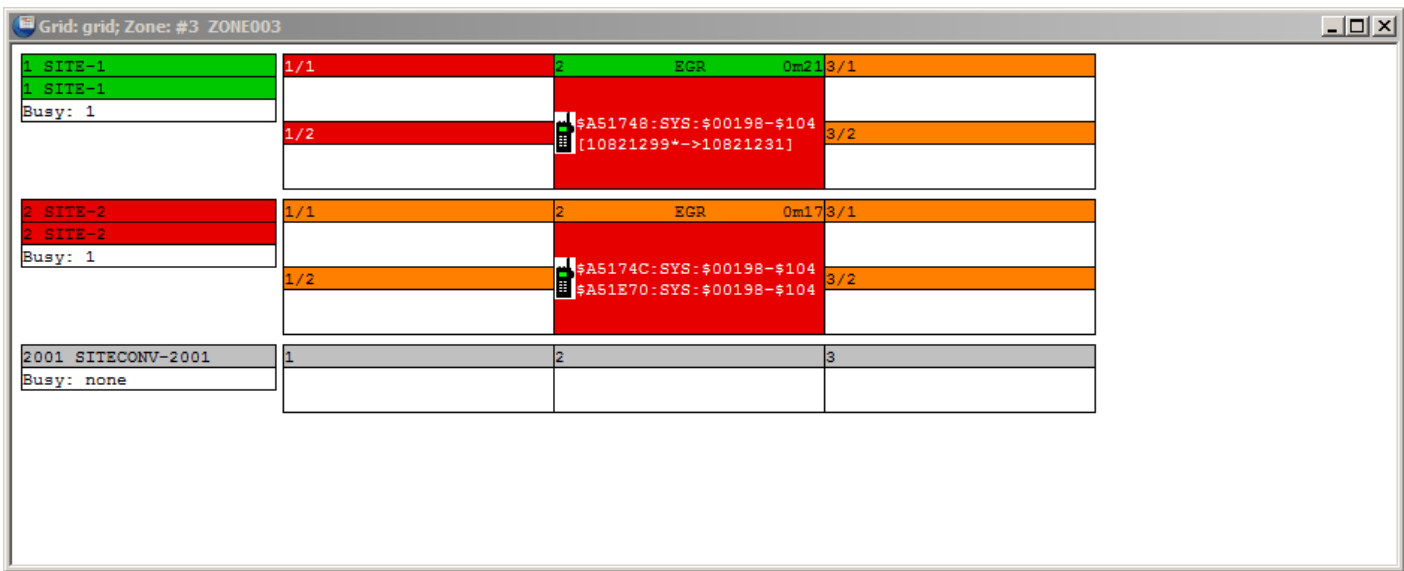 Grid: grid; Zone: #3 ZONE003
1 SITE-1
1 SITE-1
Busy: 1
1/1
1/2
2 EGR 0m21
$A51748:SYS:$00198-$104
[10821299*->10821231]
3/1
3/2
2 SITE-2
2 SITE-2
Busy: 1
1/1
1/2
2 EGR 0m17
$A5174C:SYS:$00198-$104
$A51E70:SYS:$00198-$104
3/1
3/2
2001 SITECONV-2001
Busy: none
1
2
3